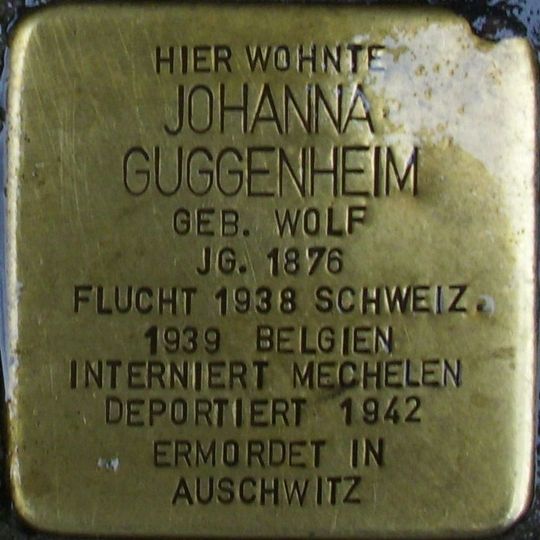 HIER WOHNTE
JOHANNA
GUGGENHEIM
GEB. WOLF
JG. 1876
FLUCHT 1938 SCHWEIZ
1939 BELGIEN
INTERNIERT MECHELEN
DEPORTIERT 1942
ERMORDET IN
AUSCHWITZ